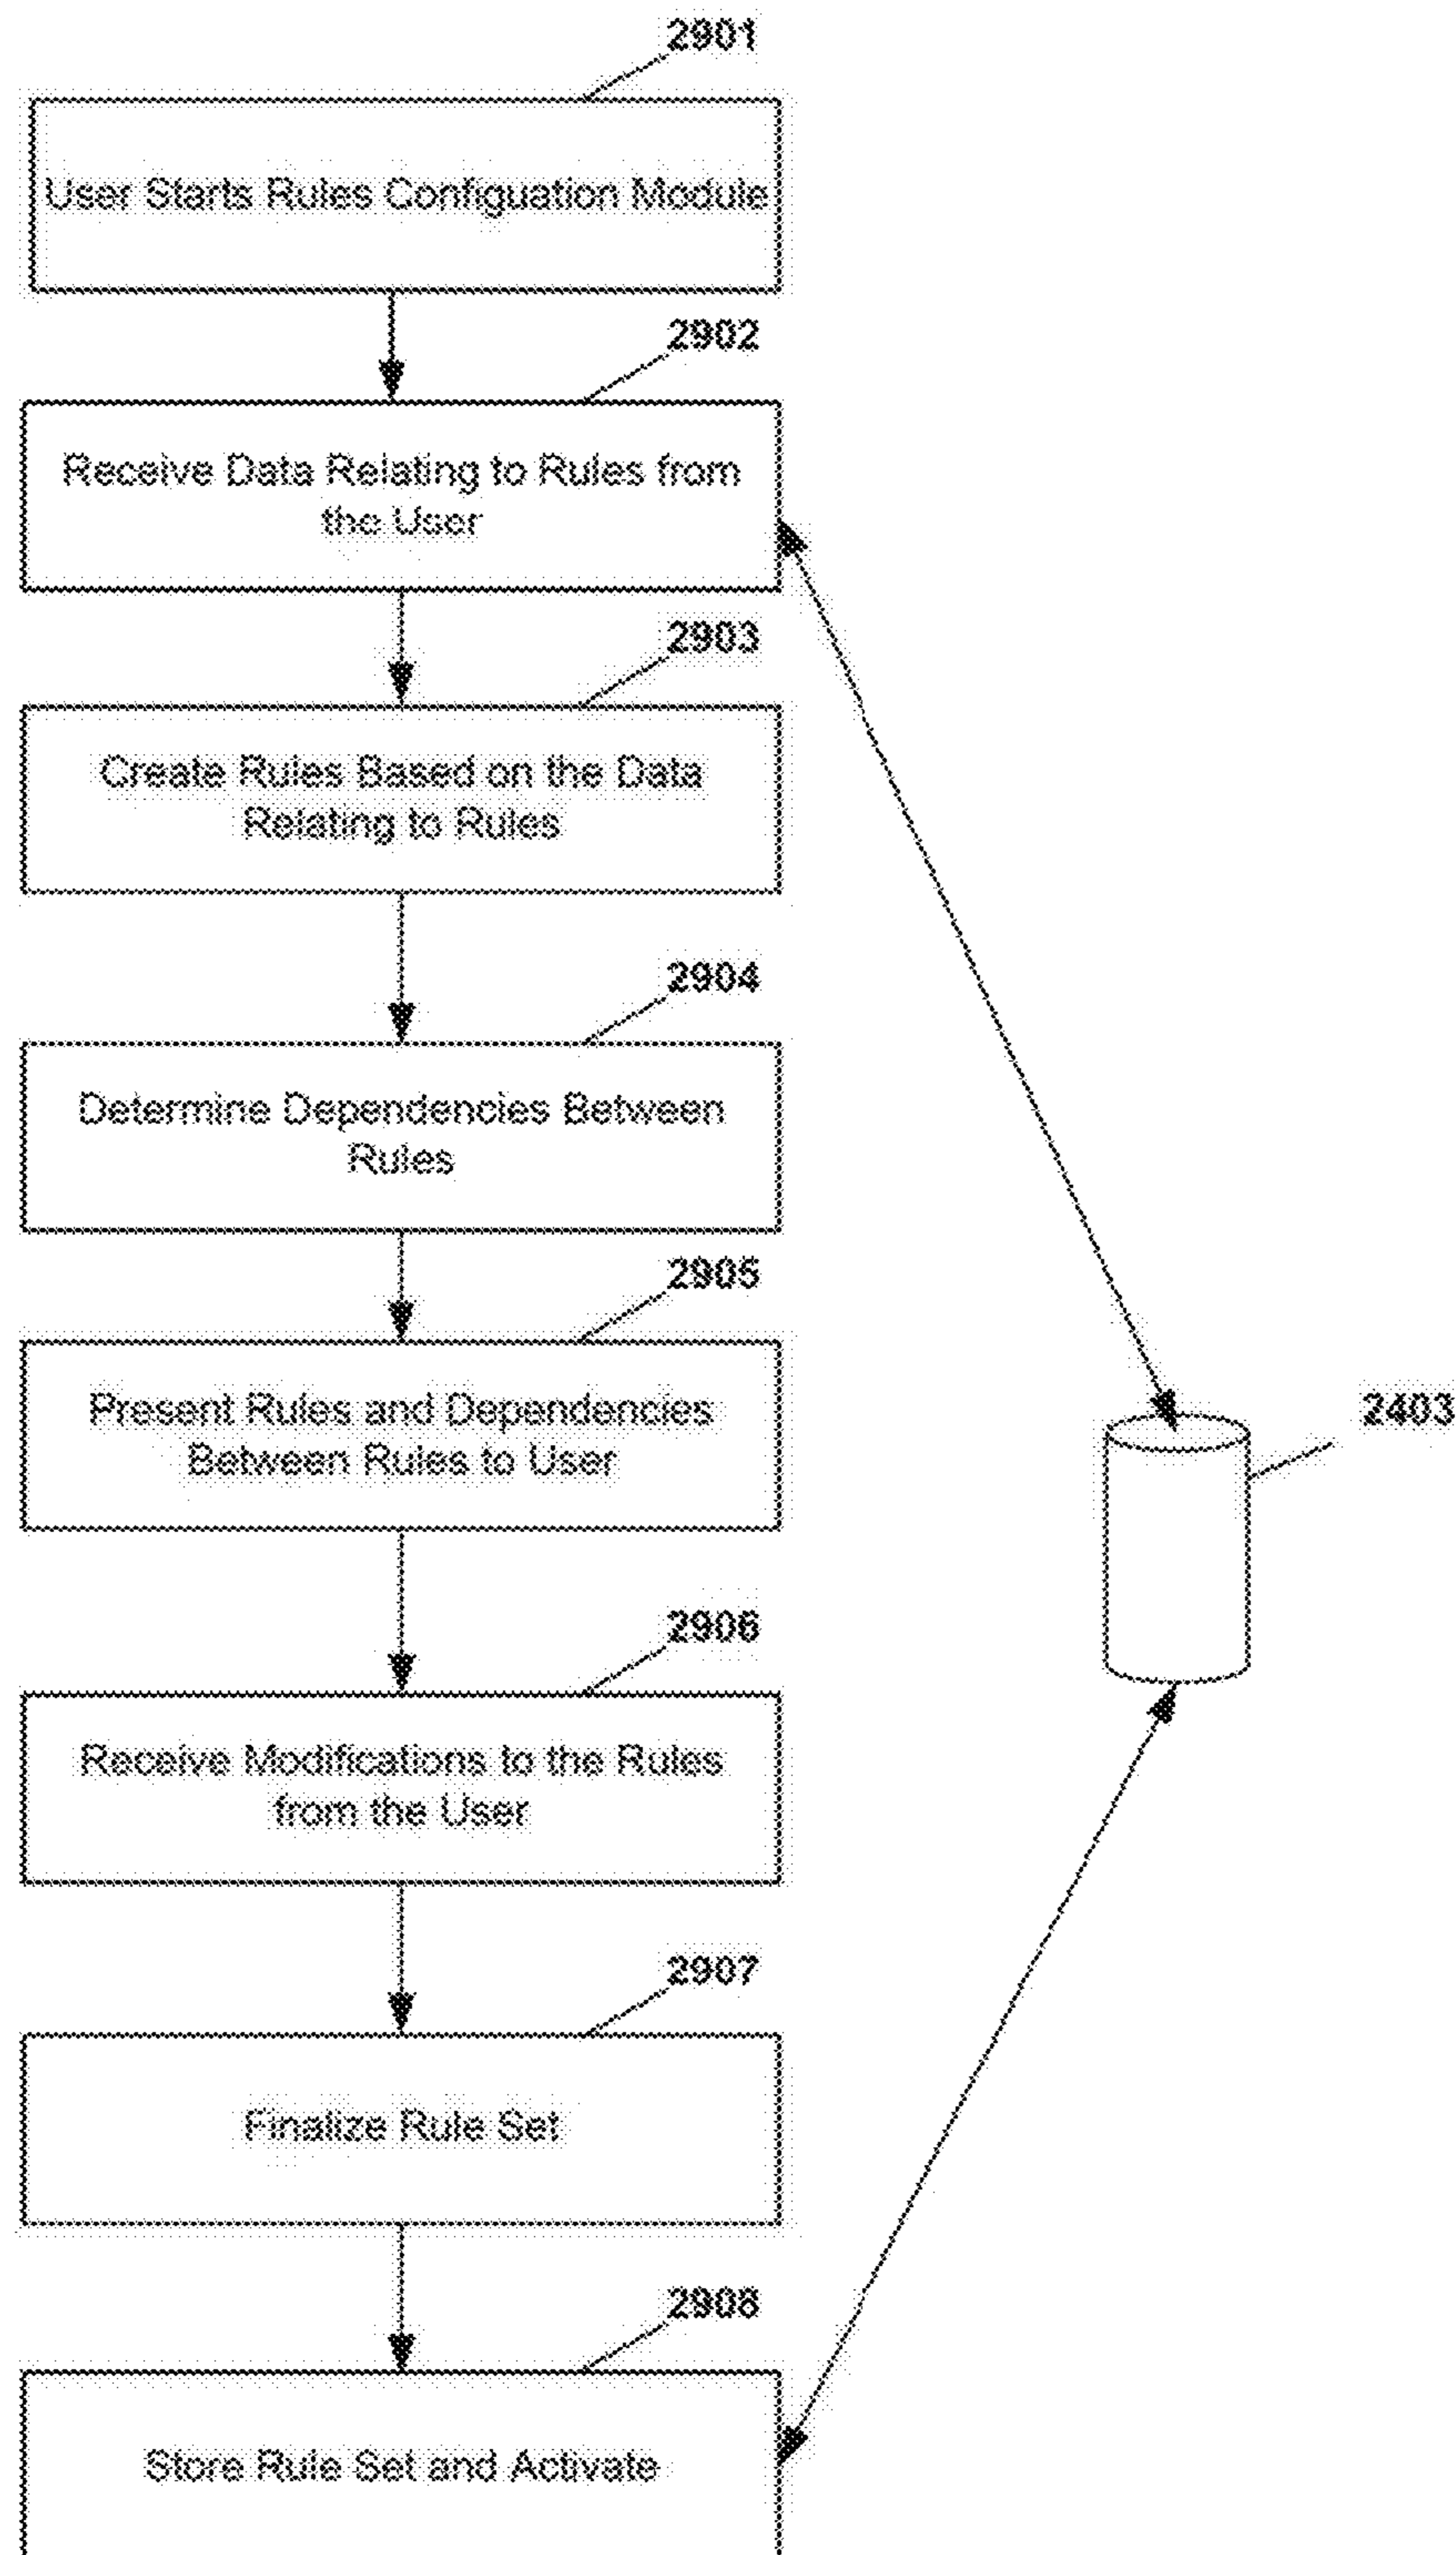 2901
User Starts Rules Configuation Module
2902
Receive Data Relating to Rules from
the User
2903
Create Rules Based on the Data
Relating to Rules
2904
Determine Dependencies Between
Rules
2905
Present Rules and Dependencies
Between Rules to User
2403
2906
Receive Modifications to the Rules
from the User
2907
Finalize Rule Set
2908
Store Rule Set and Activate